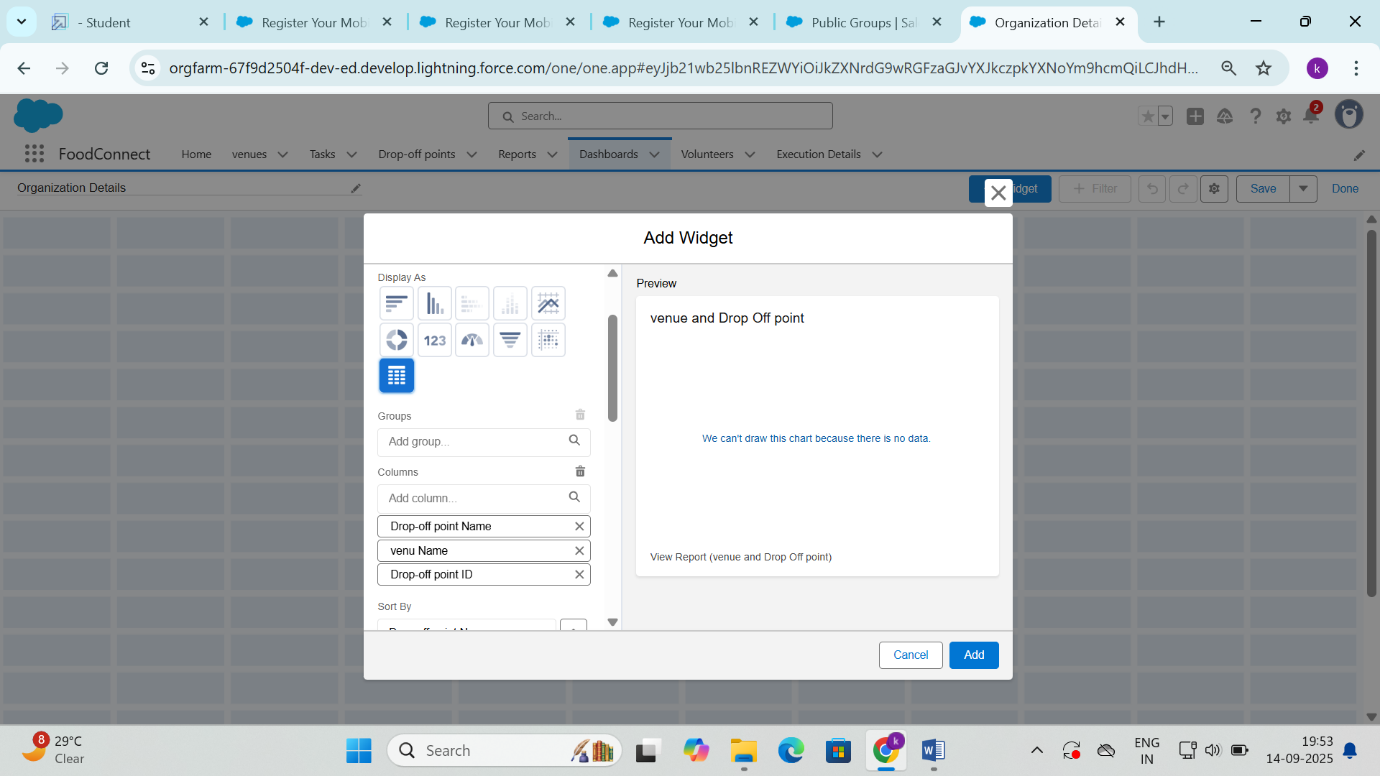 - Student
Register Your Mob
Register Your Mob
Register Your Mob
Public Groups | Sal
Organization Detai
orgfarm-67f9d2504f-dev-ed.develop.lightning.force.com/one/one.app#eyJjb21wb25lbnREZWYiOiJkZXNrdG9wRGFzaGJvYXJkczpkYXNoYm9hcmQiLCJhdH...
k
Search...
2
FoodConnect
Home
venues
Tasks
Drop-off points
Reports
Dashboards
Volunteers
Execution Details
Organization Details
idget
+ Filter
Save
Done
Add Widget
Display As
123
Groups
Add group...
Columns
Add column...
Drop-off point Name
venu Name
Drop-off point ID
Sort By
Preview
venue and Drop Off point
We can't draw this chart because there is no data.
View Report (venue and Drop Off point)
Cancel
Add
8
29°C
Clear
Search
k
ENG
IN
19:53
14-09-2025